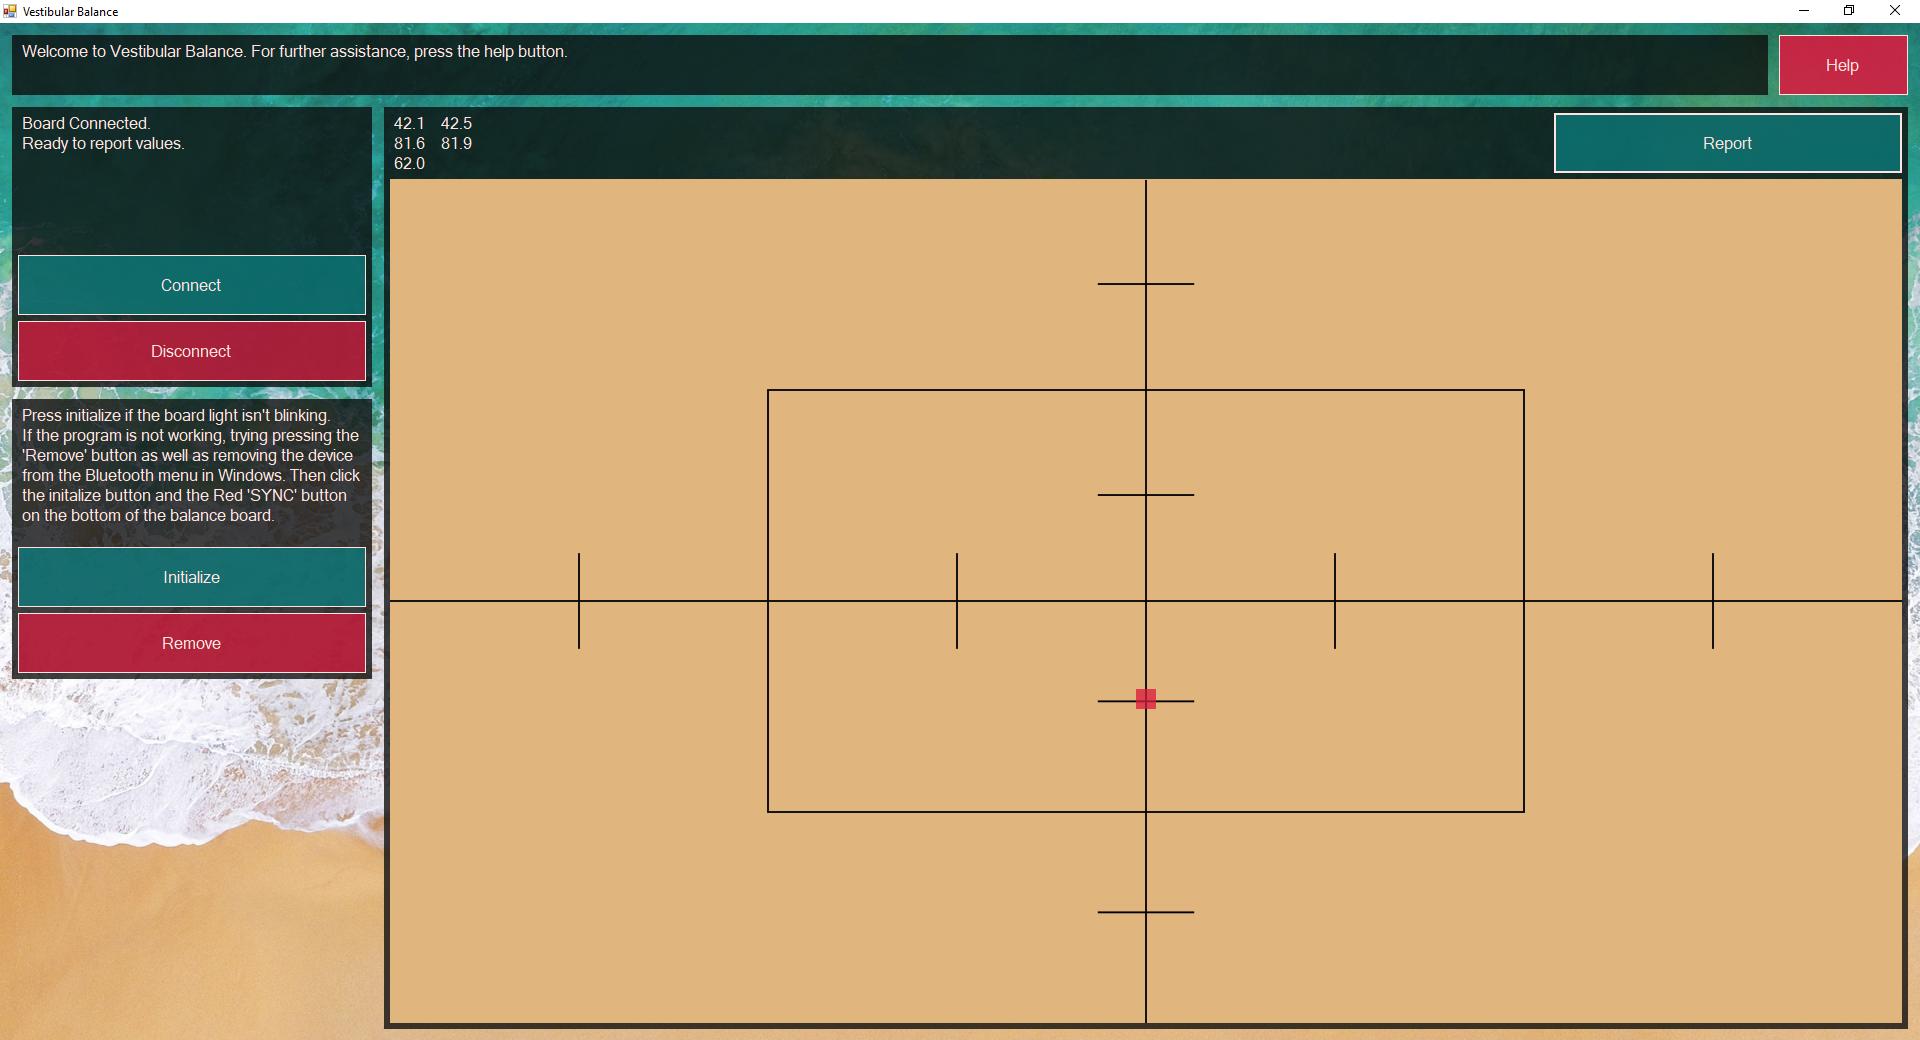 Vestibular Balance
Welcome to Vestibular Balance. For further assistance, press the help button.
Help
Board Connected.
Ready to report values.
Connect
Disconnect
Press initialize if the board light isn't blinking.
If the program is not working, trying pressing the
'Remove' button as well as removing the device
from the Bluetooth menu in Windows. Then click
the initalize button and the Red 'SYNC' button
on the bottom of the balance board.
Initialize
Remove
42.1 42.5
81.6 81.9
62.0
Report